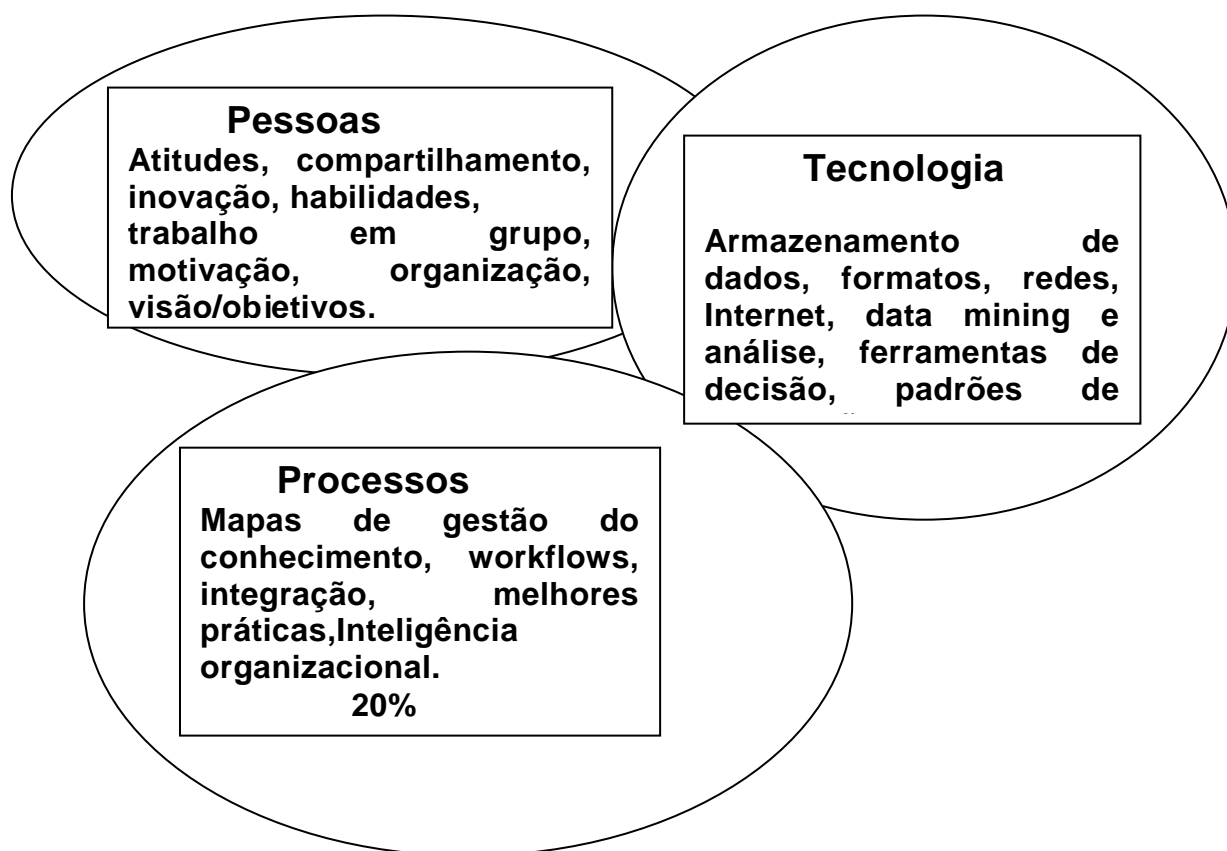 Pessoas
Atitudes, compartilhamento,
inovação, habilidades,
trabalho em grupo,
motivação, organização,
visão/objetivos.
Tecnologia
Armazenamento de
dados, formatos, redes,
Internet, data mining e
análise, ferramentas de
decisão, padrões de
Processos
Mapas de gestão do
conhecimento, workflows,
integração, melhores
práticas,Inteligência
organizacional.
20%